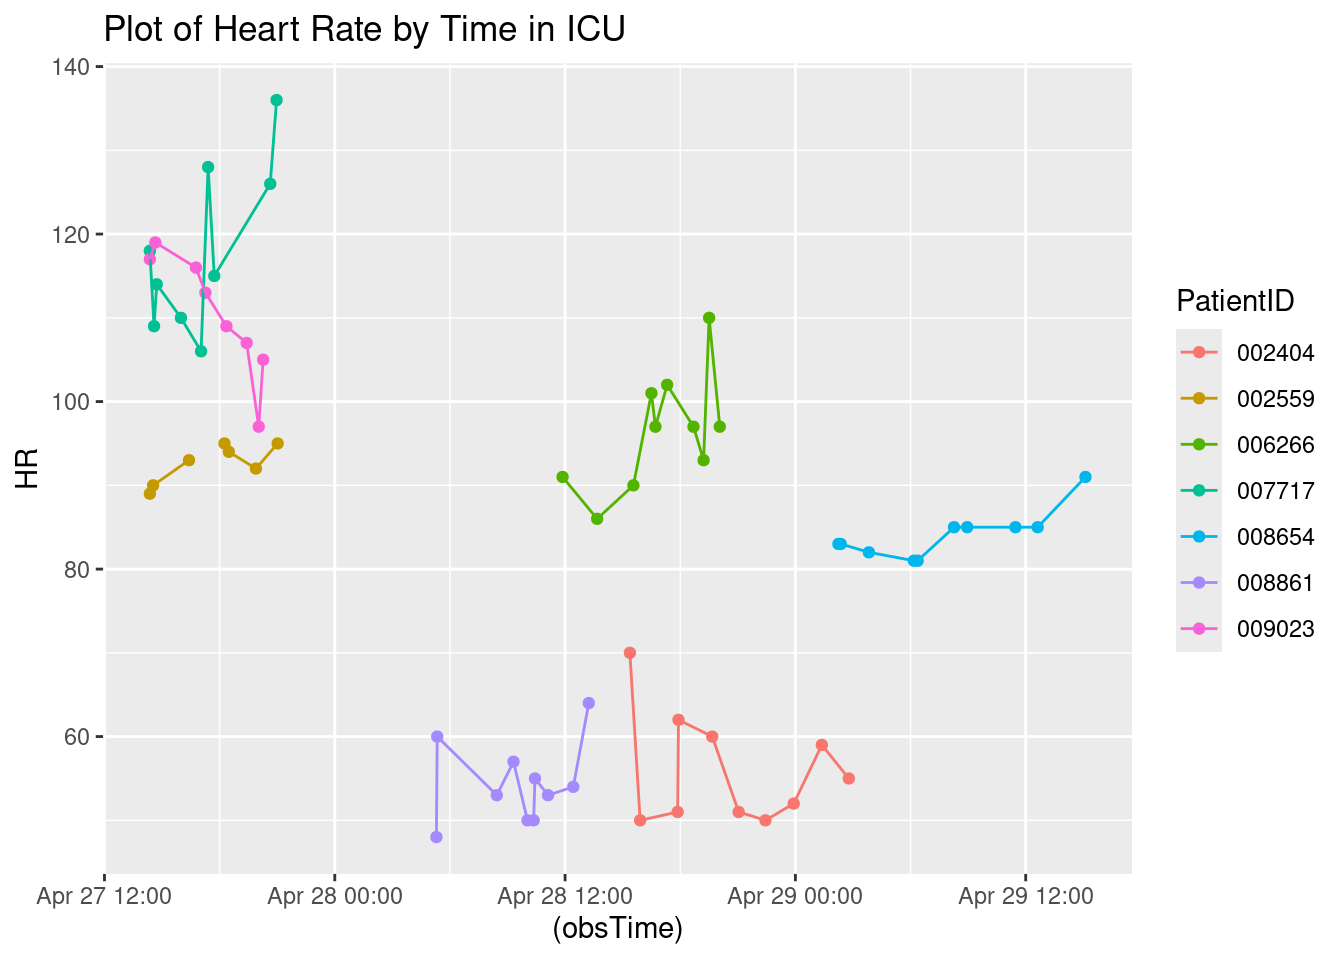 Plot of Heart Rate by Time in ICU
140
120
100
80
60
HR
Apr 27 12:00
Apr 28 00:00
Apr 28 12:00
Apr 29 00:00
Apr 29 12:00
(obsTime)
PatientID
002404
002559
006266
007717
008654
008861
009023